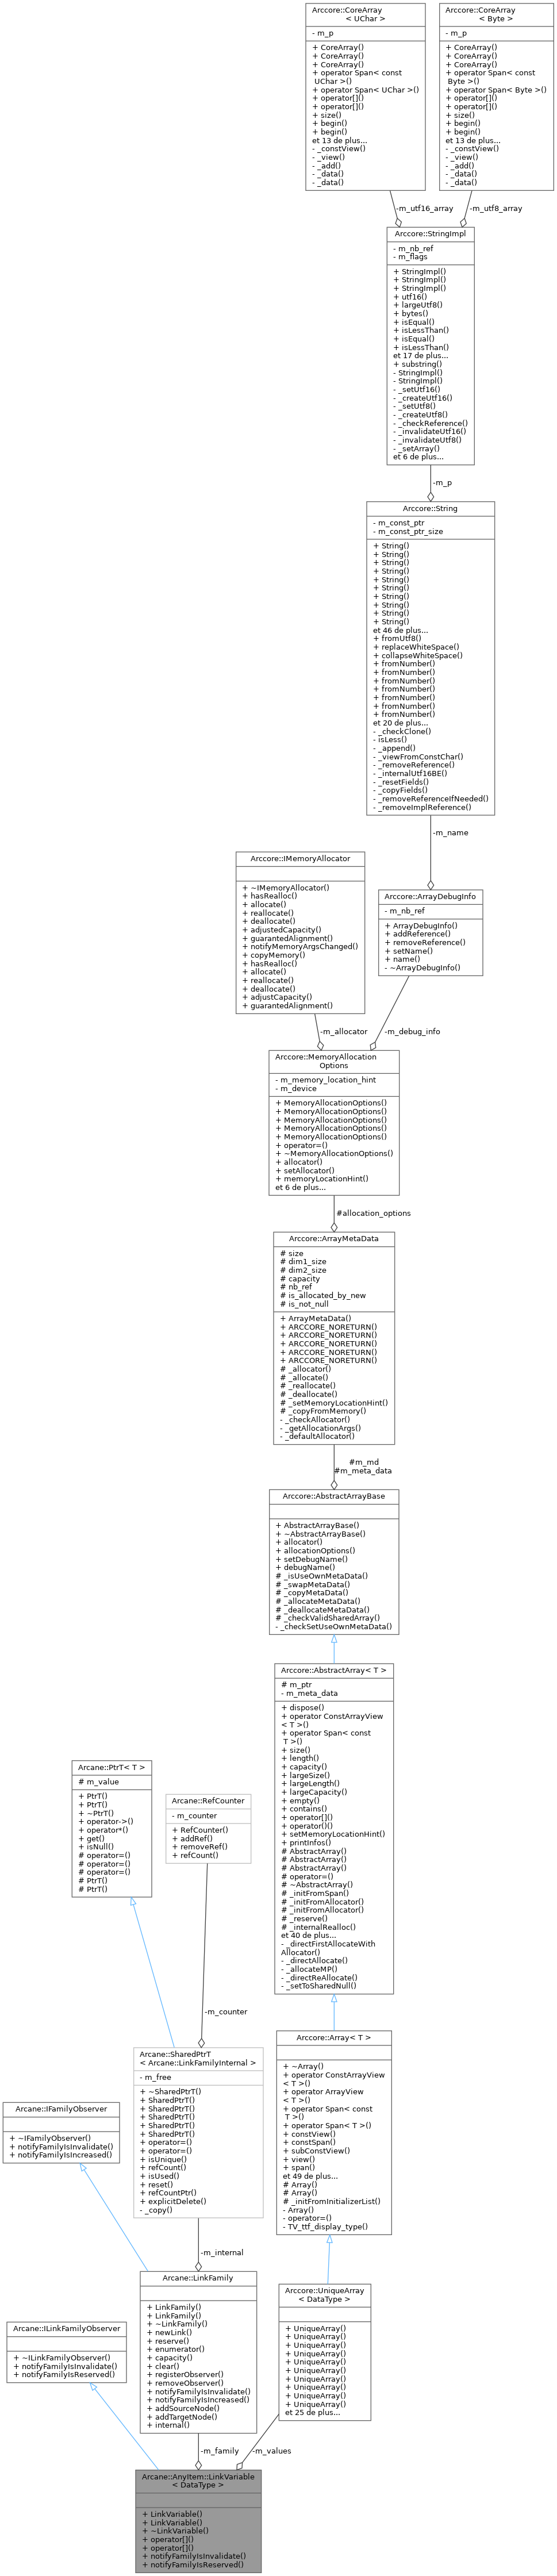 Arccore::CoreArray
< UChar >
- m_p
+ CoreArray()
+ CoreArray()
+ CoreArray()
+ operator Span< const
UChar >()
+ operator Span< UChar >()
+ operator[]()
+ operator[]()
+ size()
+ begin()
+ begin()
et 13 de plus...
- _constView()
- _view()
- _add()
- _data()
- _data()
Arccore::CoreArray
< Byte >
- m_p
+ CoreArray()
+ CoreArray()
+ CoreArray()
+ operator Span< const
Byte >()
+ operator Span< Byte >()
+ operator[]()
+ operator[]()
+ size()
+ begin()
+ begin()
et 13 de plus...
- _constView()
- _view()
- _add()
- _data()
- _data()
-m_utf16_array
-m_utf8_array
Arccore::StringImpl
- m_nb_ref
- m_flags
+ StringImpl()
+ StringImpl()
+ StringImpl()
+ utf16()
+ largeUtf8()
+ bytes()
+ isEqual()
+ isLessThan()
+ isEqual()
+ isLessThan()
et 17 de plus...
+ substring()
- StringImpl()
- StringImpl()
- _setUtf16()
- _createUtf16()
- _setUtf8()
- _createUtf8()
- _checkReference()
- _invalidateUtf16()
- _invalidateUtf8()
- _setArray()
et 6 de plus...
-m_p
Arccore::String
- m_const_ptr
- m_const_ptr_size
+ String()
+ String()
+ String()
+ String()
+ String()
+ String()
+ String()
+ String()
+ String()
+ String()
et 46 de plus...
+ fromUtf8()
+ replaceWhiteSpace()
+ collapseWhiteSpace()
+ fromNumber()
+ fromNumber()
+ fromNumber()
+ fromNumber()
+ fromNumber()
+ fromNumber()
+ fromNumber()
et 20 de plus...
- _checkClone()
- isLess()
- _append()
- _viewFromConstChar()
- _removeReference()
- _internalUtf16BE()
- _resetFields()
- _copyFields()
- _removeReferenceIfNeeded()
- _removeImplReference()
-m_name
Arccore::IMemoryAllocator
+ ~IMemoryAllocator()
+ hasRealloc()
+ allocate()
+ reallocate()
+ deallocate()
+ adjustedCapacity()
+ guarantedAlignment()
+ notifyMemoryArgsChanged()
+ copyMemory()
+ hasRealloc()
+ allocate()
+ reallocate()
+ deallocate()
+ adjustCapacity()
+ guarantedAlignment()
Arccore::ArrayDebugInfo
- m_nb_ref
+ ArrayDebugInfo()
+ addReference()
+ removeReference()
+ setName()
+ name()
- ~ArrayDebugInfo()
-m_allocator
-m_debug_info
Arccore::MemoryAllocation
Options
- m_memory_location_hint
- m_device
+ MemoryAllocationOptions()
+ MemoryAllocationOptions()
+ MemoryAllocationOptions()
+ MemoryAllocationOptions()
+ MemoryAllocationOptions()
+ operator=()
+ ~MemoryAllocationOptions()
+ allocator()
+ setAllocator()
+ memoryLocationHint()
et 6 de plus...
#allocation_options
Arccore::ArrayMetaData
# size
# dim1_size
# dim2_size
# capacity
# nb_ref
# is_allocated_by_new
# is_not_null
+ ArrayMetaData()
+ ARCCORE_NORETURN()
+ ARCCORE_NORETURN()
+ ARCCORE_NORETURN()
+ ARCCORE_NORETURN()
+ ARCCORE_NORETURN()
# _allocator()
# _allocate()
# _reallocate()
# _deallocate()
# _setMemoryLocationHint()
# _copyFromMemory()
- _checkAllocator()
- _getAllocationArgs()
- _defaultAllocator()
#m_md
#m_meta_data
Arccore::AbstractArrayBase
+ AbstractArrayBase()
+ ~AbstractArrayBase()
+ allocator()
+ allocationOptions()
+ setDebugName()
+ debugName()
# _isUseOwnMetaData()
# _swapMetaData()
# _copyMetaData()
# _allocateMetaData()
# _deallocateMetaData()
# _checkValidSharedArray()
- _checkSetUseOwnMetaData()
Arccore::AbstractArray< T >
# m_ptr
- m_meta_data
+ dispose()
+ operator ConstArrayView
< T >()
+ operator Span< const
T >()
+ size()
+ length()
+ capacity()
+ largeSize()
+ largeLength()
+ largeCapacity()
+ empty()
+ contains()
+ operator[]()
+ operator()()
+ setMemoryLocationHint()
+ printInfos()
# AbstractArray()
# AbstractArray()
# AbstractArray()
# operator=()
# ~AbstractArray()
# _initFromSpan()
# _initFromAllocator()
# _initFromAllocator()
# _reserve()
# _internalRealloc()
et 40 de plus...
- _directFirstAllocateWith
Allocator()
- _directAllocate()
- _allocateMP()
- _directReAllocate()
- _setToSharedNull()
Arcane::PtrT< T >
# m_value
+ PtrT()
+ PtrT()
+ ~PtrT()
+ operator->()
+ operator*()
+ get()
+ isNull()
# operator=()
# operator=()
# operator=()
# PtrT()
# PtrT()
Arcane::RefCounter
- m_counter
+ RefCounter()
+ addRef()
+ removeRef()
+ refCount()
-m_counter
Arcane::SharedPtrT
< Arcane::LinkFamilyInternal >
- m_free
+ ~SharedPtrT()
+ SharedPtrT()
+ SharedPtrT()
+ SharedPtrT()
+ SharedPtrT()
+ SharedPtrT()
+ operator=()
+ operator=()
+ isUnique()
+ refCount()
+ isUsed()
+ reset()
+ refCountPtr()
+ explicitDelete()
- _copy()
Arccore::Array< T >
+ ~Array()
+ operator ConstArrayView
< T >()
+ operator ArrayView
< T >()
+ operator Span< const
T >()
+ operator Span< T >()
+ constView()
+ constSpan()
+ subConstView()
+ view()
+ span()
et 49 de plus...
# Array()
# Array()
# _initFromInitializerList()
- Array()
- operator=()
- TV_ttf_display_type()
Arcane::IFamilyObserver
+ ~IFamilyObserver()
+ notifyFamilyIsInvalidate()
+ notifyFamilyIsIncreased()
-m_internal
Arcane::LinkFamily
+ LinkFamily()
+ LinkFamily()
+ ~LinkFamily()
+ newLink()
+ reserve()
+ enumerator()
+ capacity()
+ clear()
+ registerObserver()
+ removeObserver()
+ notifyFamilyIsInvalidate()
+ notifyFamilyIsIncreased()
+ addSourceNode()
+ addTargetNode()
+ internal()
Arccore::UniqueArray
< DataType >
+ UniqueArray()
+ UniqueArray()
+ UniqueArray()
+ UniqueArray()
+ UniqueArray()
+ UniqueArray()
+ UniqueArray()
+ UniqueArray()
+ UniqueArray()
+ UniqueArray()
et 25 de plus...
Arcane::ILinkFamilyObserver
+ ~ILinkFamilyObserver()
+ notifyFamilyIsInvalidate()
+ notifyFamilyIsReserved()
-m_family
-m_values
Arcane::AnyItem::LinkVariable
< DataType >
+ LinkVariable()
+ LinkVariable()
+ ~LinkVariable()
+ operator[]()
+ operator[]()
+ notifyFamilyIsInvalidate()
+ notifyFamilyIsReserved()